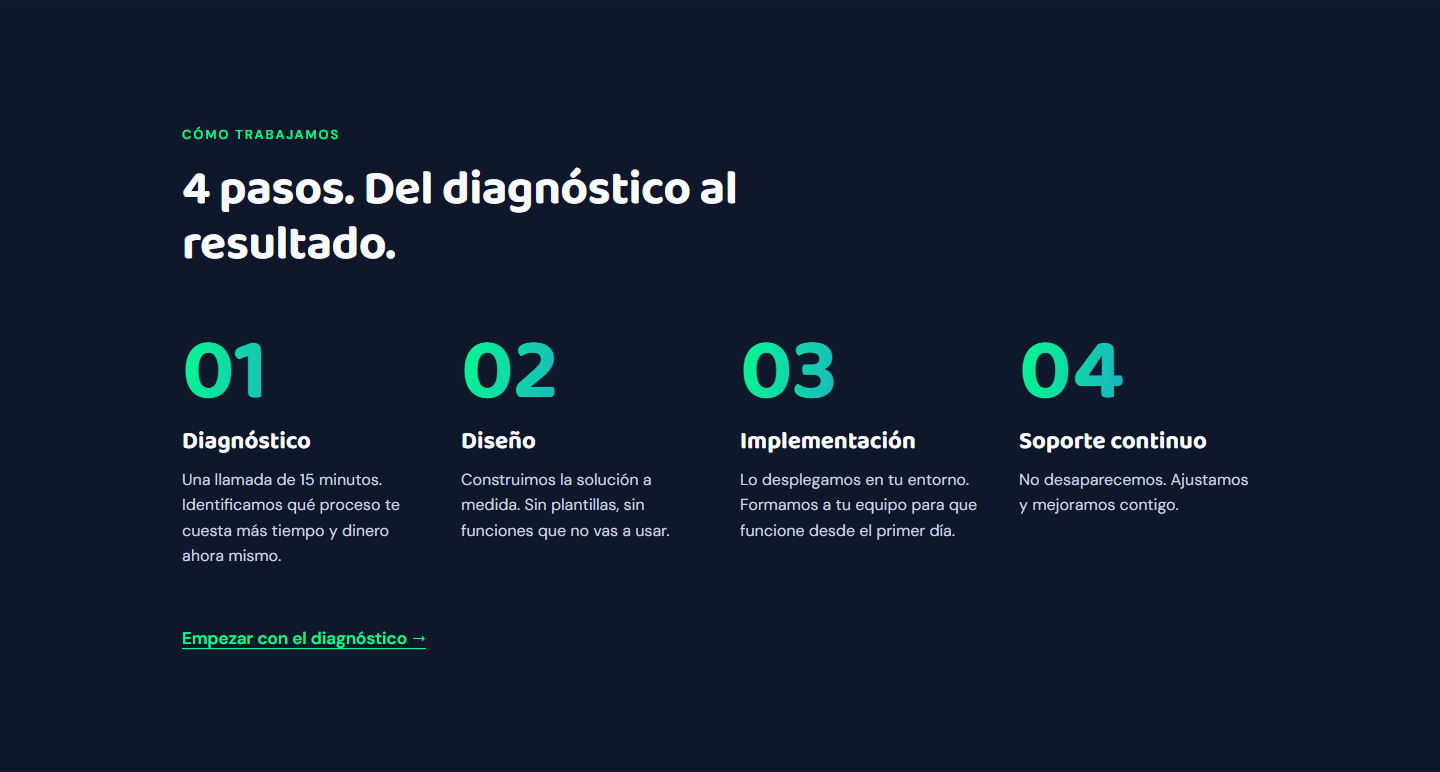 CÓMO TRABAJAMOS
4 pasos. Del diagnóstico al
resultado.
01
Diagnóstico
Una llamada de 15 minutos.
Identificamos qué proceso te
cuesta más tiempo y dinero
ahora mismo.
02
Diseño
Construimos la solución a
medida. Sin plantillas, sin
funciones que no vas a usar.
03
Implementación
Lo desplegamos en tu entorno.
Formamos a tu equipo para que
funcione desde el primer día.
04
Soporte continuo
No desaparecemos. Ajustamos
y mejoramos contigo.
Empezar con el diagnóstico →